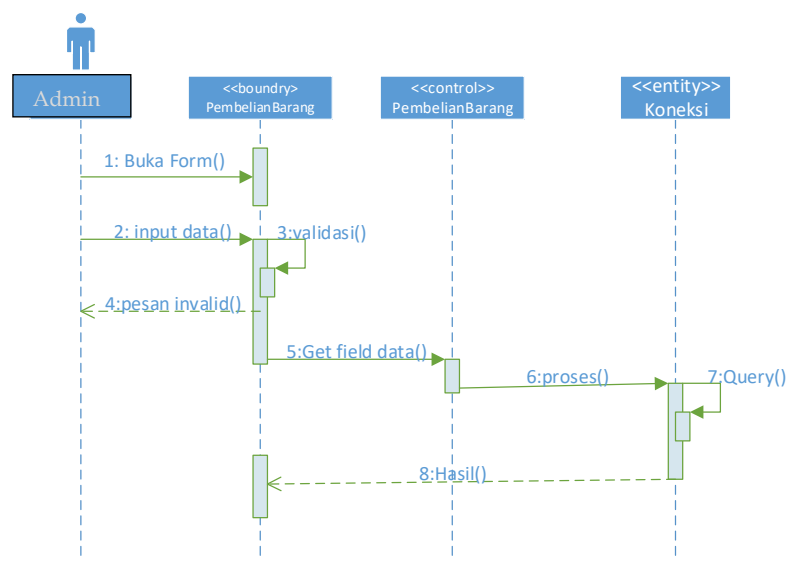 Admin
<<boundry>
PembelianBarang
<<control>>
PembelianBarang
<<entity>>
Koneksi
1: Buka Form()
2: input data()
3:validasi()
4:pesan invalid()
5:Get field data()
6:proses()
7:Query()
8:Hasil()